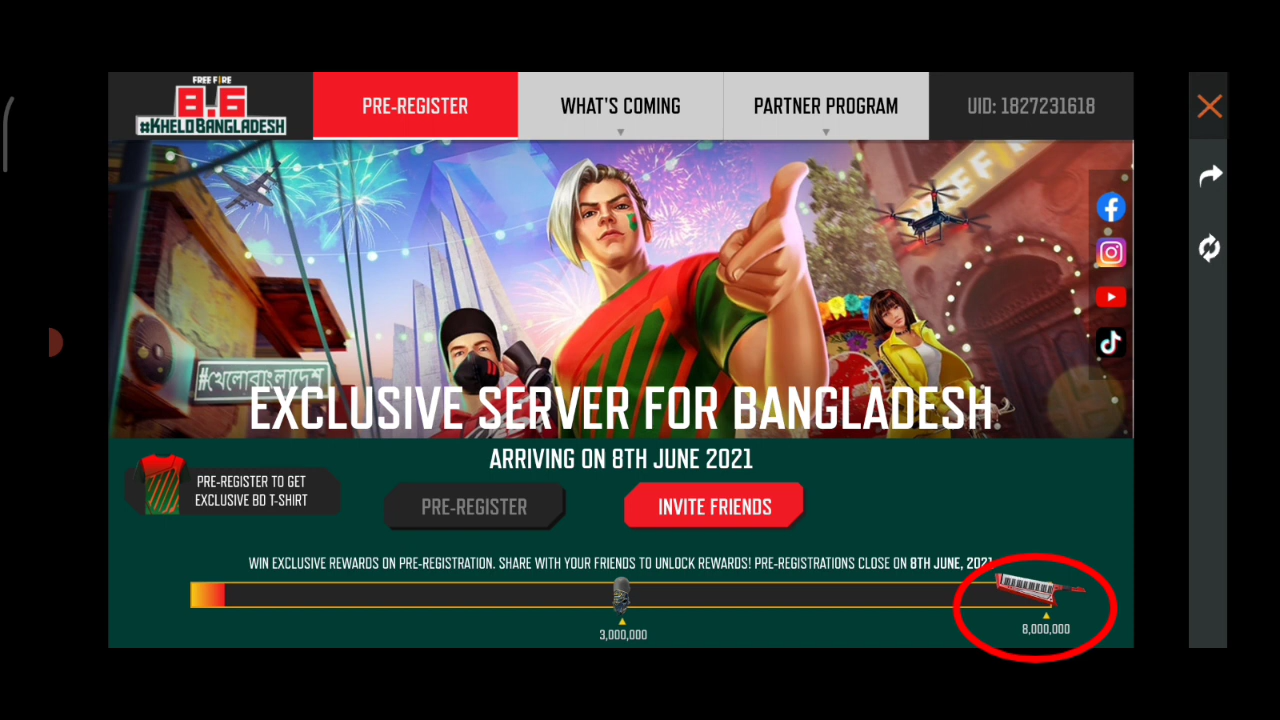 FREE FIRE
8.6
#KHELOBANGLADESH
PRE-REGISTER
WHAT'S COMING
PARTNER PROGRAM
UID: 1827231618
#খেলোবাংলাদেশ
EXCLUSIVE SERVER FOR BANGLADESH
ARRIVING ON 8TH JUNE 2021
PRE-REGISTER TO GET
EXCLUSIVE BD T-SHIRT
PRE-REGISTER
INVITE FRIENDS
WIN EXCLUSIVE REWARDS ON PRE-REGISTRATION. SHARE WITH YOUR FRIENDS TO UNLOCK REWARDS! PRE-REGISTRATIONS CLOSE ON 8TH JUNE, 2021
3,000,000
8,000,000